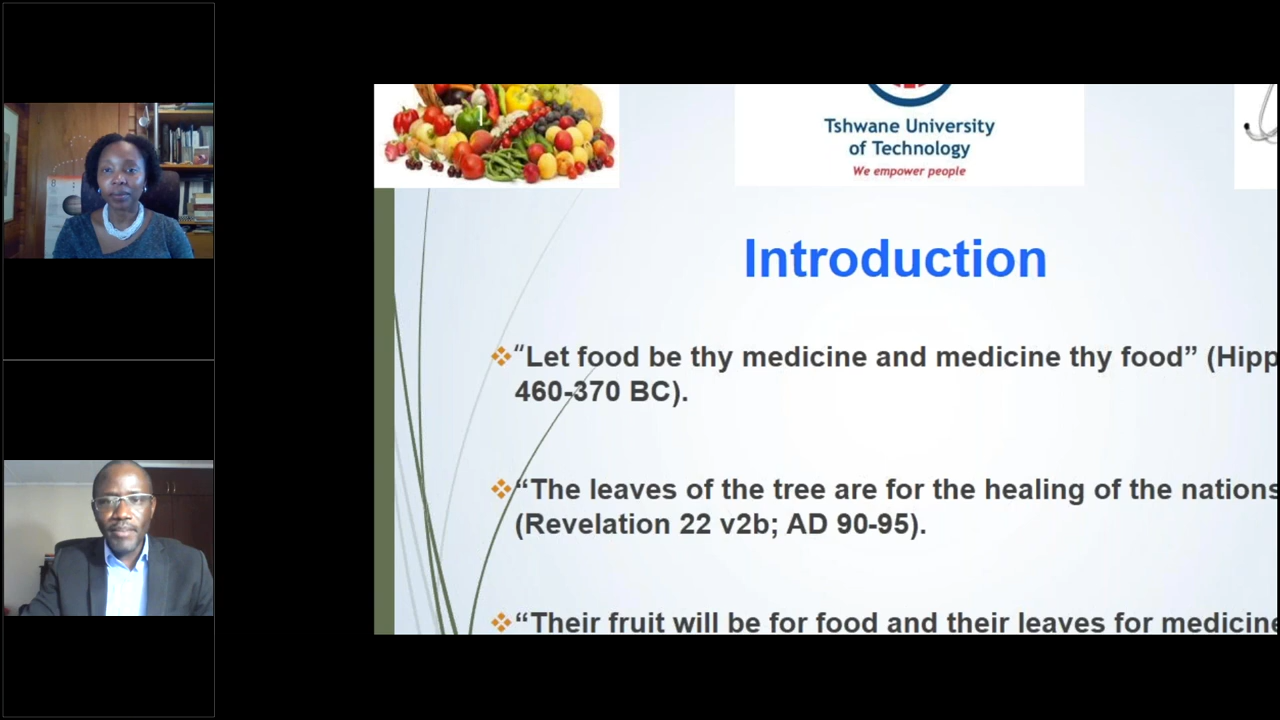 1
Tshwane University
of Technology
We empower people
Introduction
“Let food be thy medicine and medicine thy food” (Hipp
460-370 BC).
“The leaves of the tree are for the healing of the nations
(Revelation 22 v2b; AD 90-95).
“Their fruit will be for food and their leaves for medicine